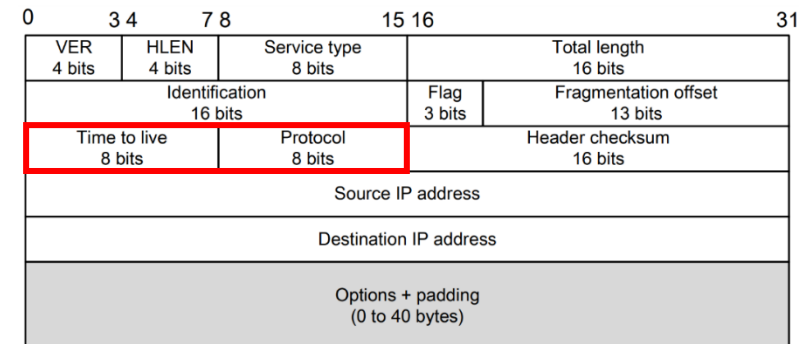 0 3 4 7 8 15 16 31
VER HLEN Service type Total length
4 bits 4 bits 8 bits 16 bits
Identification Flag Fragmentation offset
16 bits 3 bits 13 bits
Time to live Protocol Header checksum
8 bits 8 bits 16 bits
Source IP address
Destination IP address
Options + padding
(0 to 40 bytes)